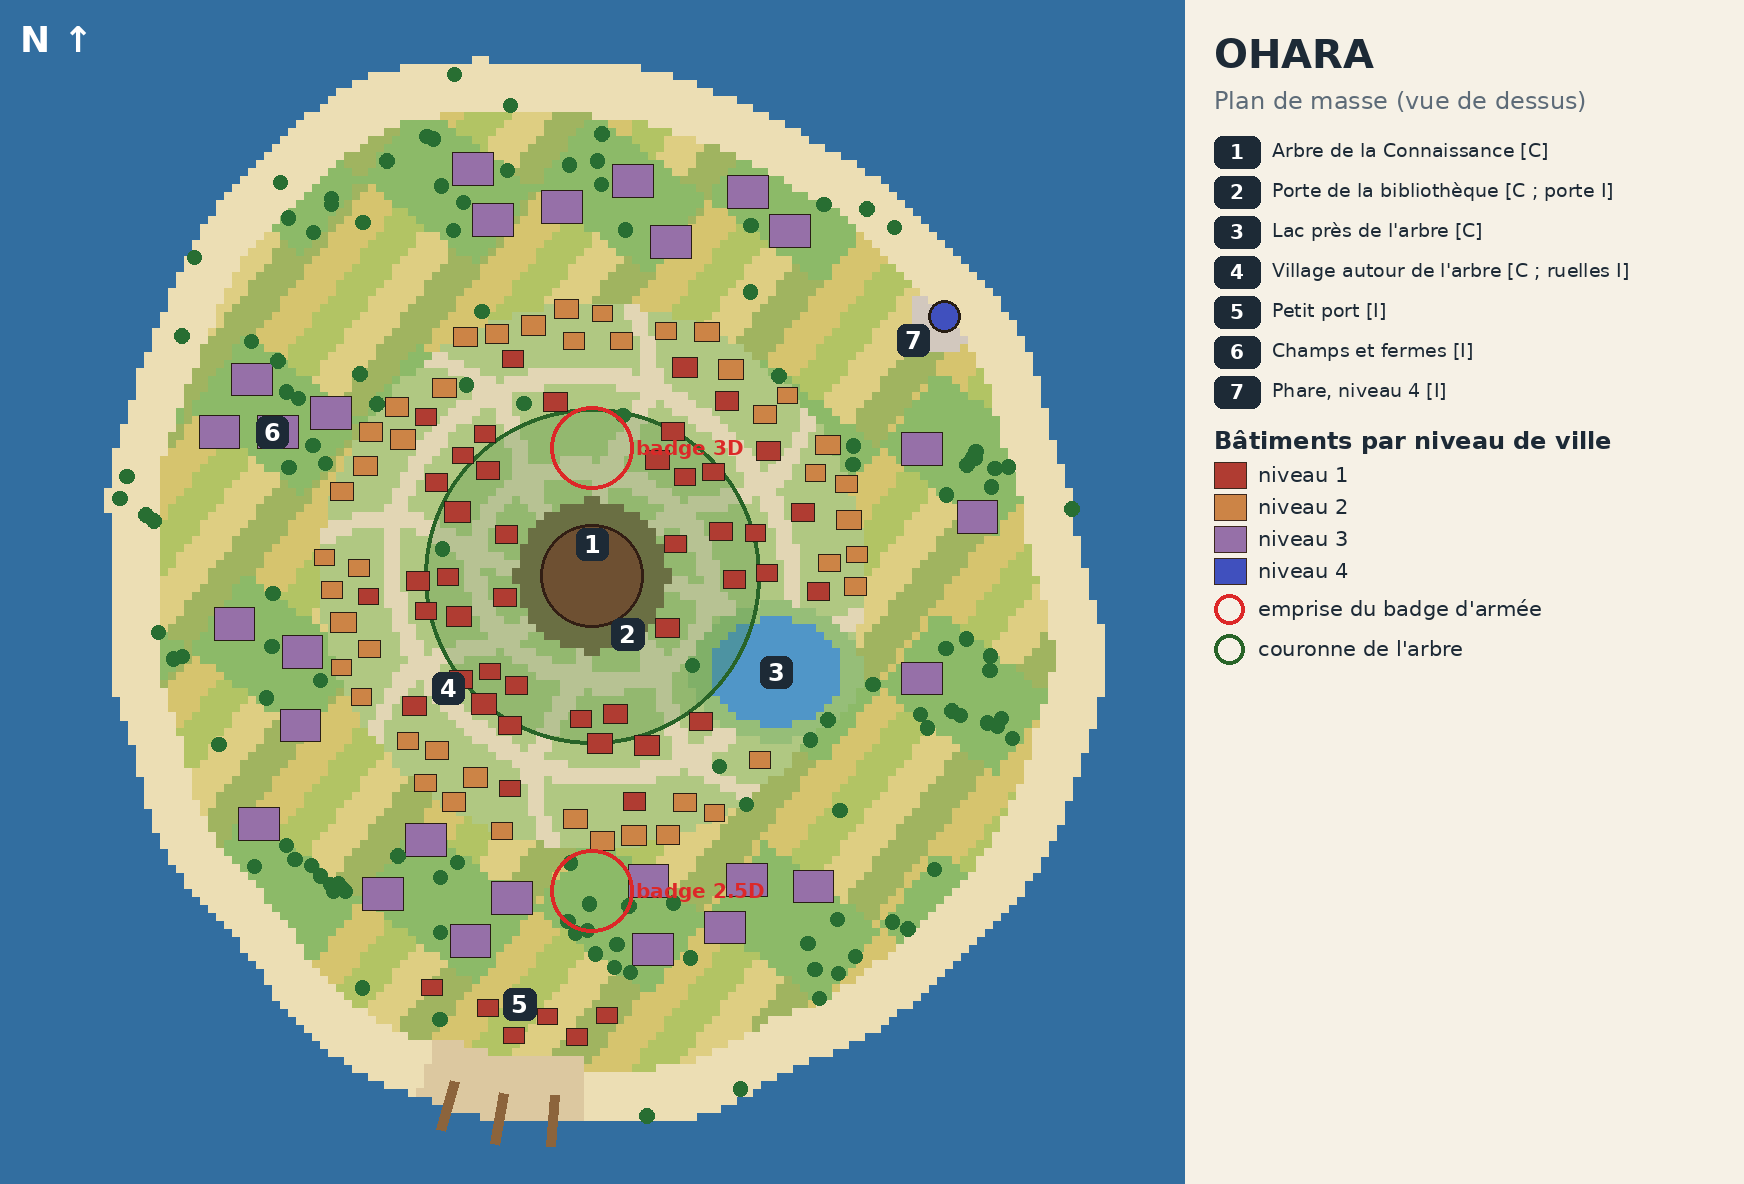 N ↑
badge 3D
1
2
3
4
5
6
7
badge 2.5D
OHARA
Plan de masse (vue de dessus)
1 Arbre de la Connaissance [C]
2 Porte de la bibliothèque [C ; porte I]
3 Lac près de l'arbre [C]
4 Village autour de l'arbre [C ; ruelles I]
5 Petit port [I]
6 Champs et fermes [I]
7 Phare, niveau 4 [I]
Bâtiments par niveau de ville
niveau 1
niveau 2
niveau 3
niveau 4
emprise du badge d'armée
couronne de l'arbre